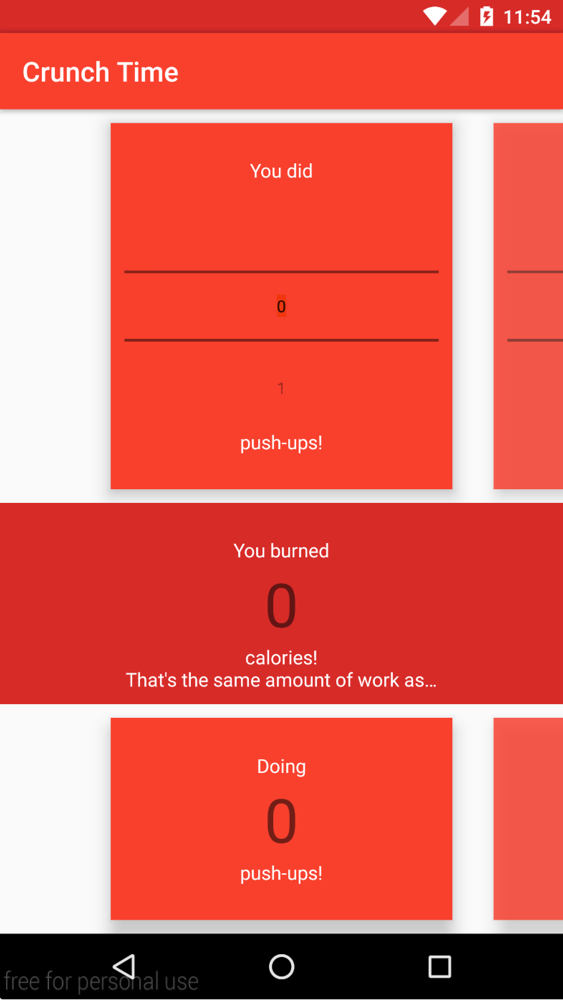 11:54
Crunch Time
You did
0
1
push-ups!
You burned
0
calories!
That's the same amount of work as…
Doing
0
push-ups!
free for personal use